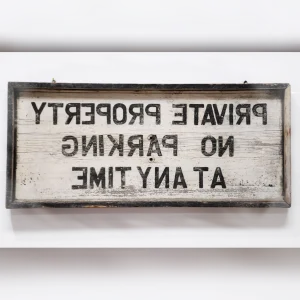 PRIVATE PROPERTY
NO PARKING
AT ANY TIME